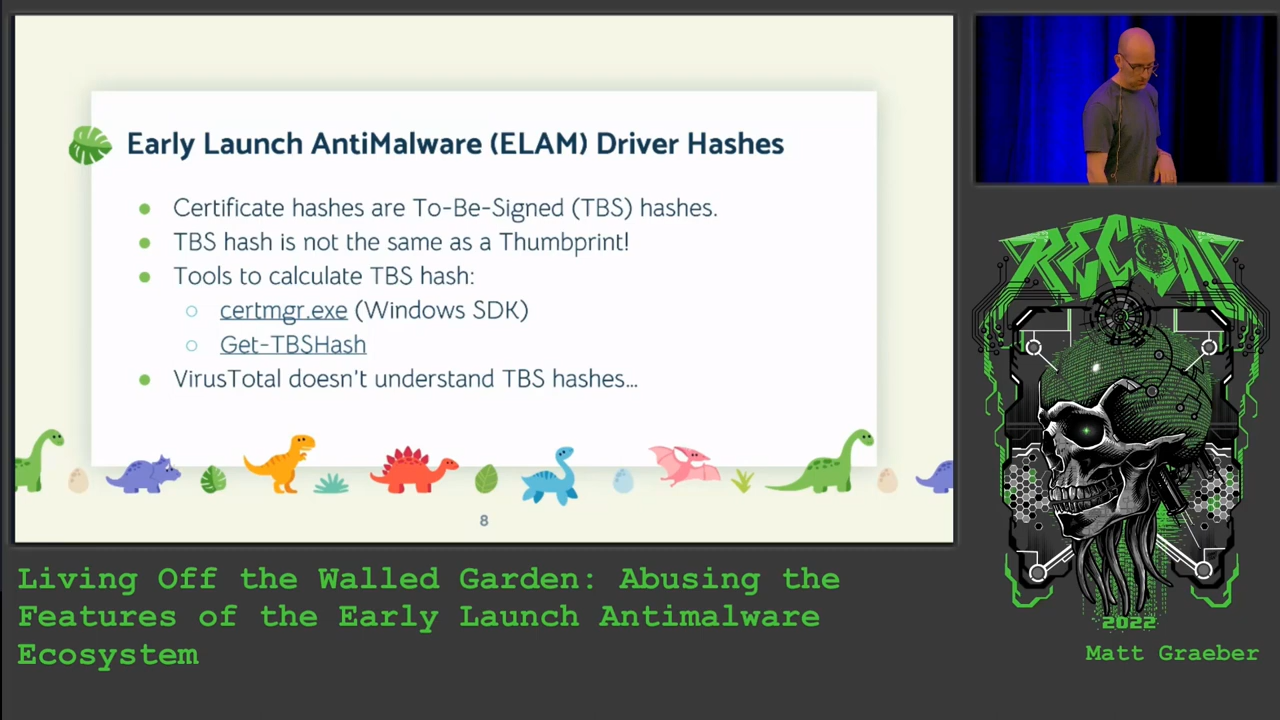 Early Launch AntiMalware (ELAM) Driver Hashes
Certificate hashes are To-Be-Signed (TBS) hashes.
TBS hash is not the same as a Thumbprint!
Tools to calculate TBS hash:
certmgr.exe (Windows SDK)
Get-TBSHash
VirusTotal doesn't understand TBS hashes...
8
RECON
2022
Living Off the Walled Garden: Abusing the
Features of the Early Launch Antimalware
Ecosystem
Matt Graeber